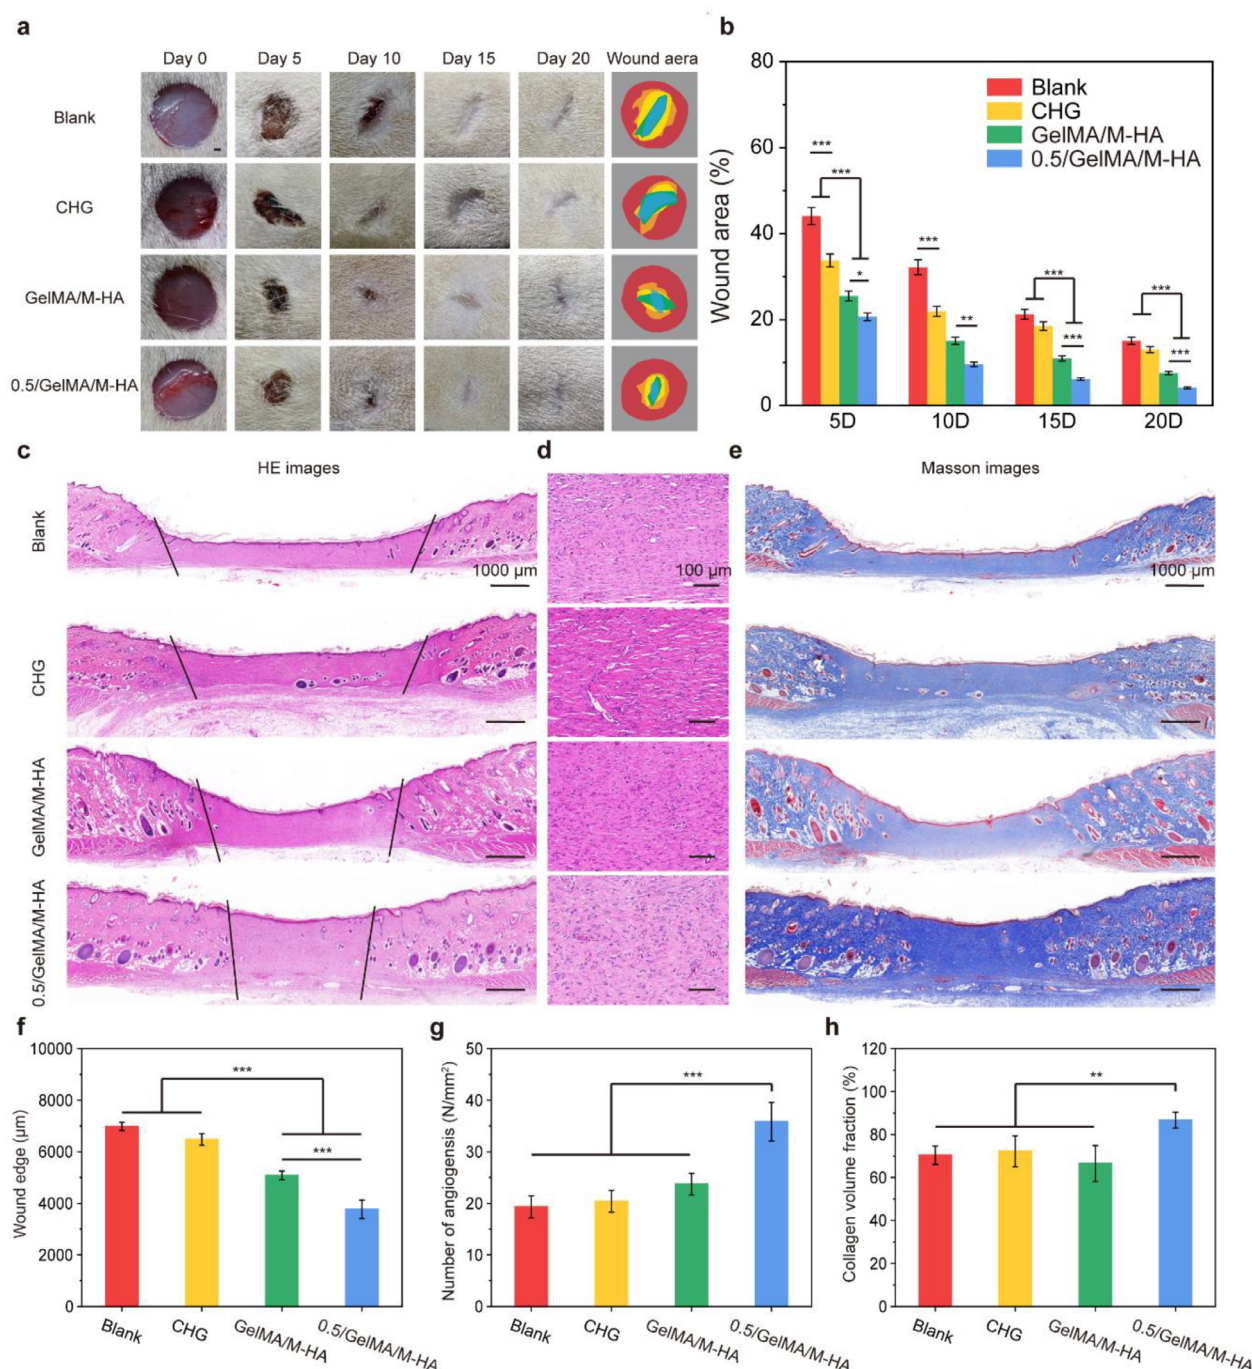 a
Day 0 Day 5 Day 10 Day 15 Day 20 Wound aera
Blank
CHG
GelMA/M-HA
0.5/GelMA/M-HA
b
Wound area (%)
80
60
40
20
0
Blank
CHG
GelMA/M-HA
0.5/GelMA/M-HA
***
***
*
***
**
***
***
***
***
5D 10D 15D 20D
c
HE images
d
e
Masson images
Blank
CHG
GelMA/M-HA
0.5/GelMA/M-HA
1000 μm
100 μm
1000 μm
f
Wound edge (μm)
10000
8000
6000
4000
2000
0
***
***
Blank
CHG
GelMA/M-HA
0.5/GelMA/M-HA
g
Number of angiogensis (N/mm²)
50
40
30
20
10
0
***
Blank
CHG
GelMA/M-HA
0.5/GelMA/M-HA
h
Collagen volume fraction (%)
120
100
80
60
40
20
0
**
Blank
CHG
GelMA/M-HA
0.5/GelMA/M-HA